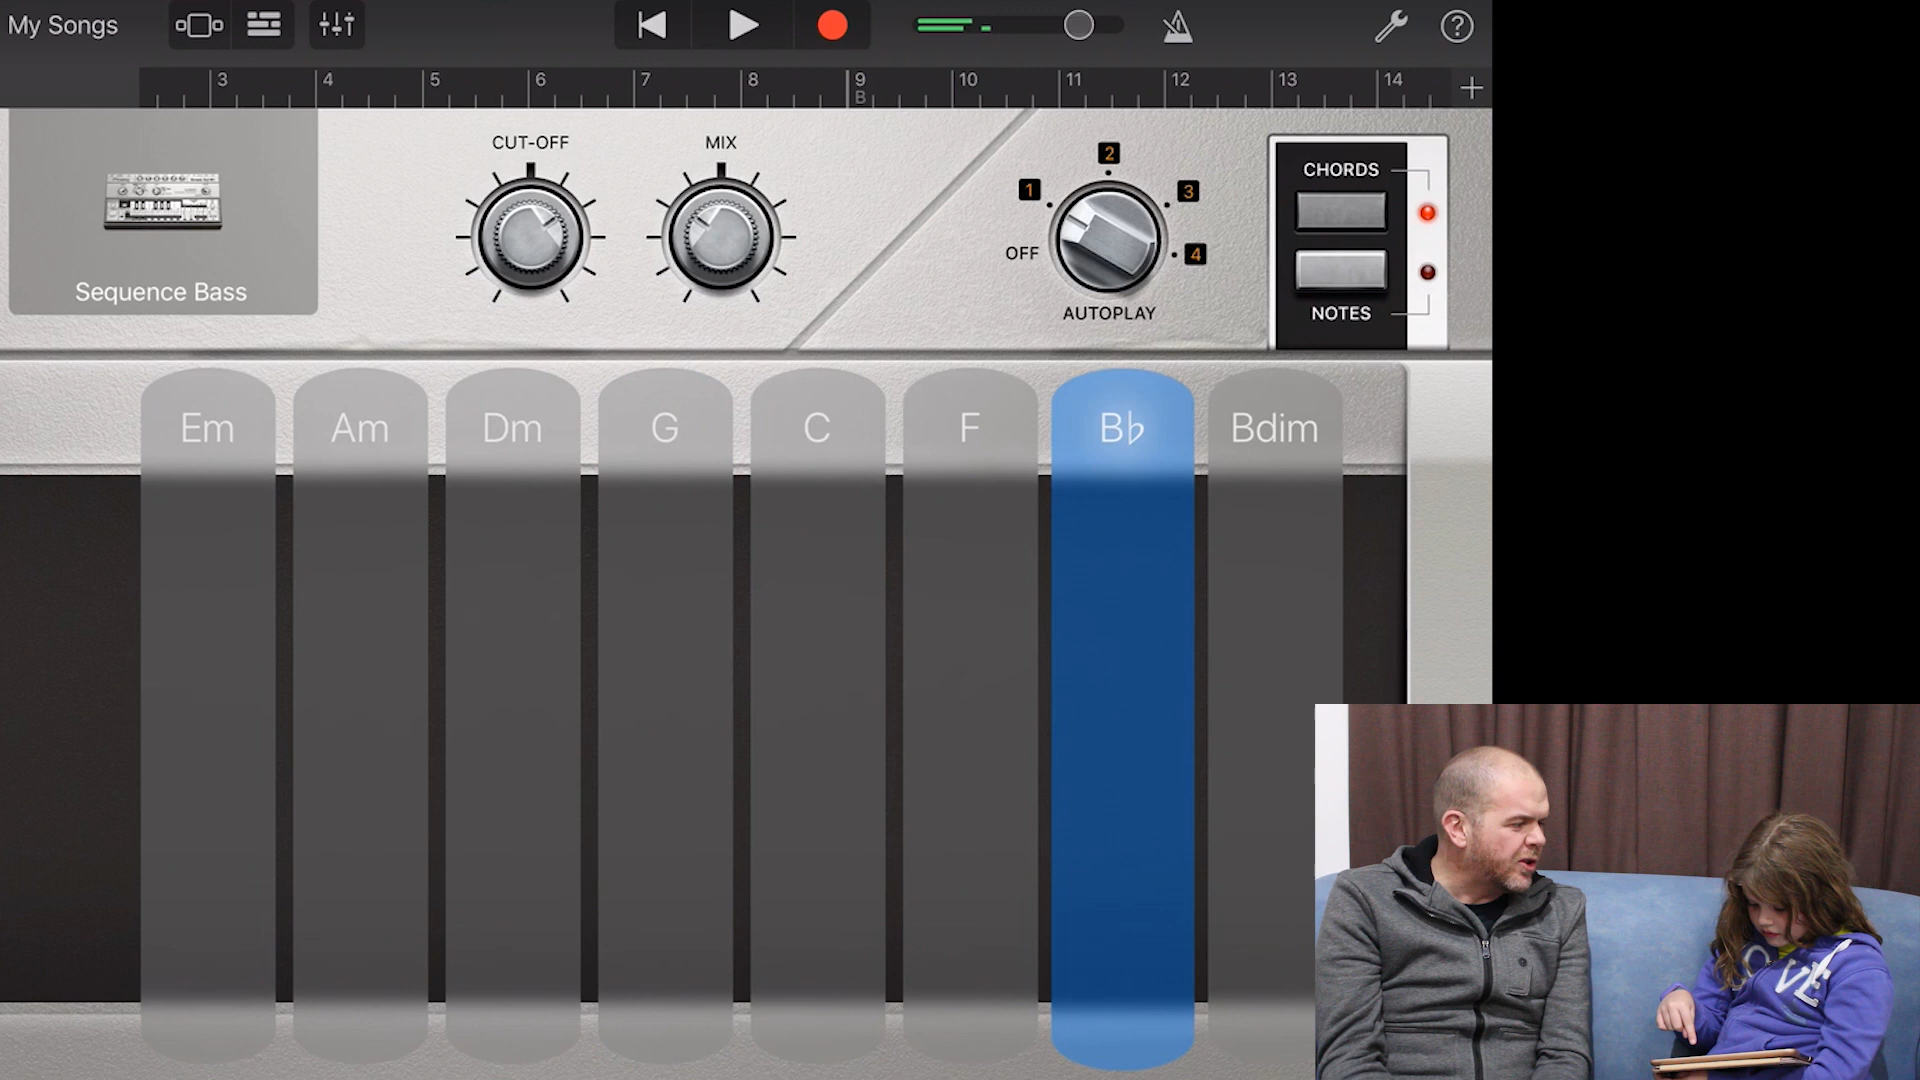 My Songs
3 4 5 6 7 8 9 10 11 12 13 14
B
CUT-OFF MIX
1 2 3 4
OFF
AUTOPLAY
CHORDS
NOTES
Sequence Bass
Em Am Dm G C F B♭ Bdim
OVE